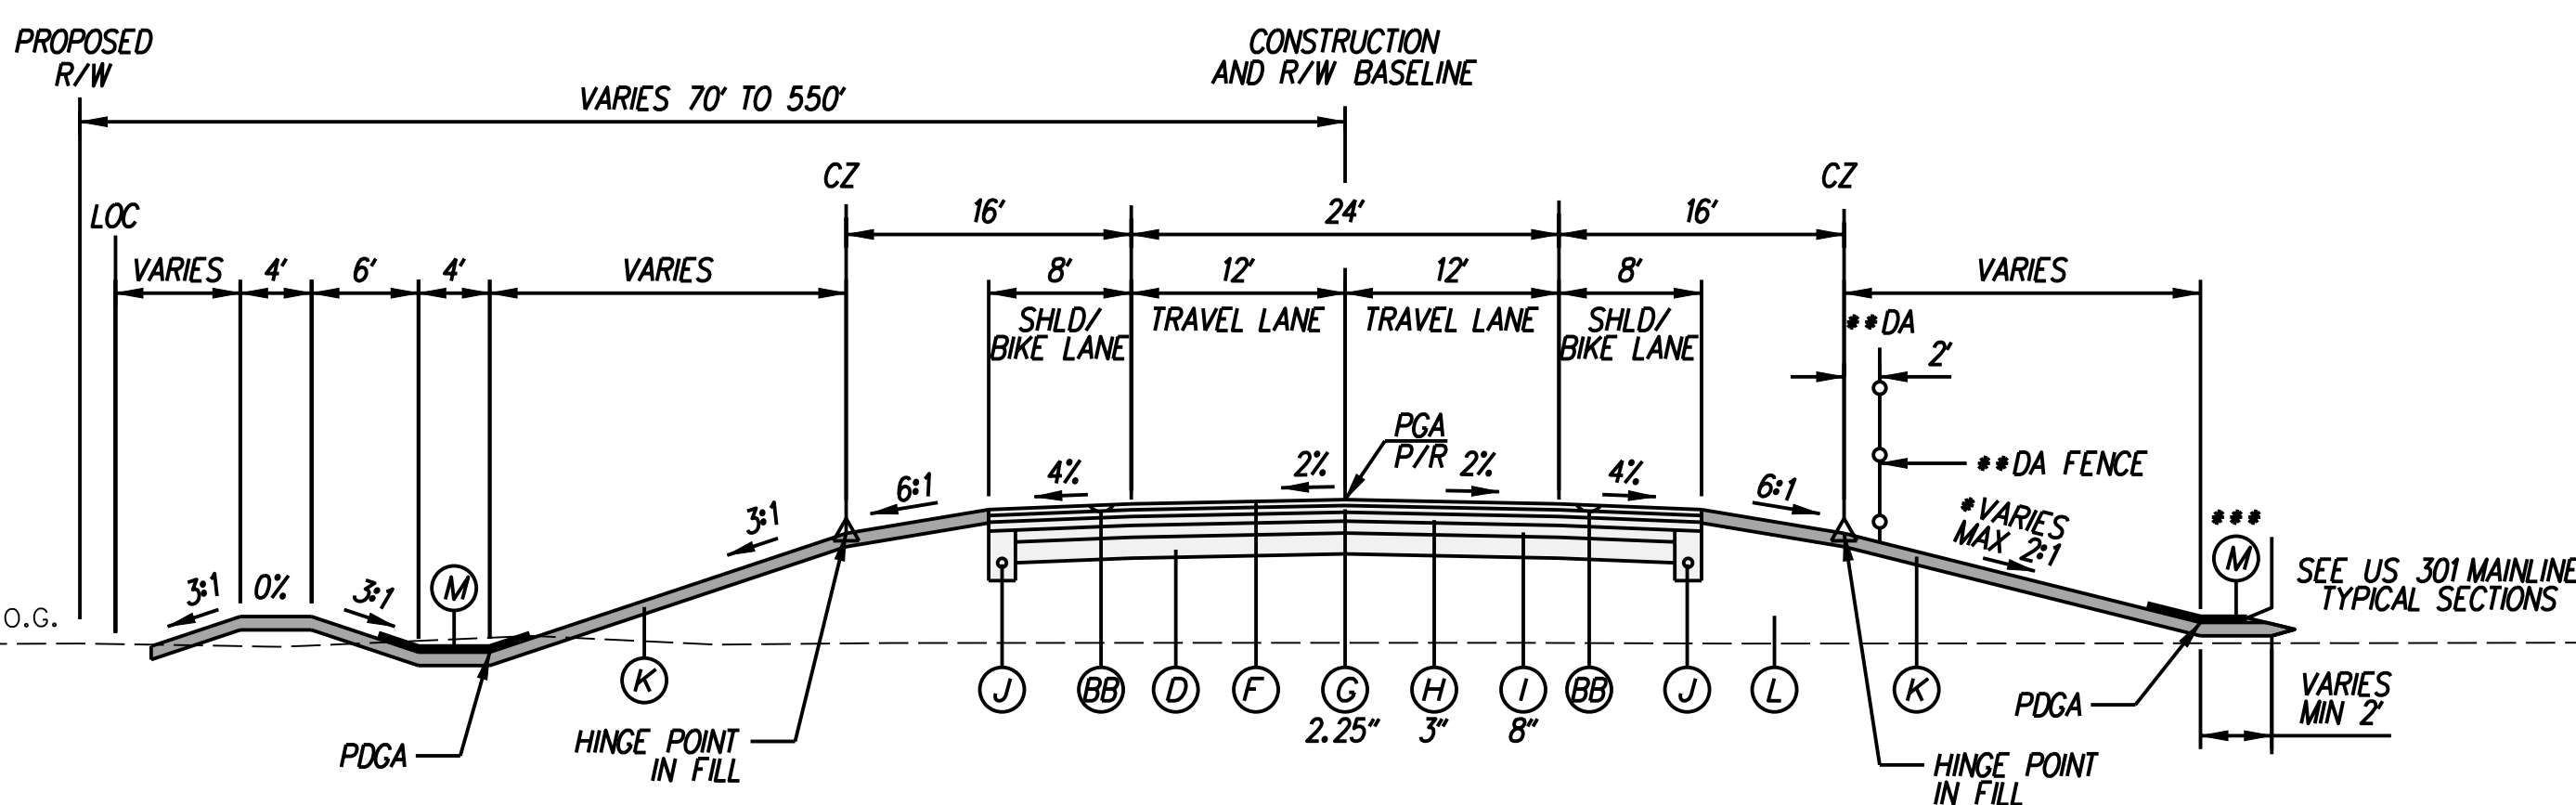 PROPOSED
R/W
CONSTRUCTION
AND R/W BASELINE
VARIES 70' TO 550'
CZ
CZ
LOC
16'
24'
16'
VARIES
4'
6'
4'
VARIES
8'
12'
12'
8'
VARIES
SHLD/
BIKE LANE
TRAVEL LANE
TRAVEL LANE
SHLD/
BIKE LANE
**DA
2'
PGA
P/R
**DA FENCE
3:1
6:1
4%
2%
2%
4%
6:1
*VARIES
MAX 2:1
***
3:1
0%
3:1
M
M
SEE US 301 MAINLINE
TYPICAL SECTIONS
O.G.
K
J
BB
D
F
G
H
I
BB
J
L
K
2.25"
3"
8"
PDGA
HINGE POINT
IN FILL
PDGA
VARIES
MIN 2'
HINGE POINT
IN FILL